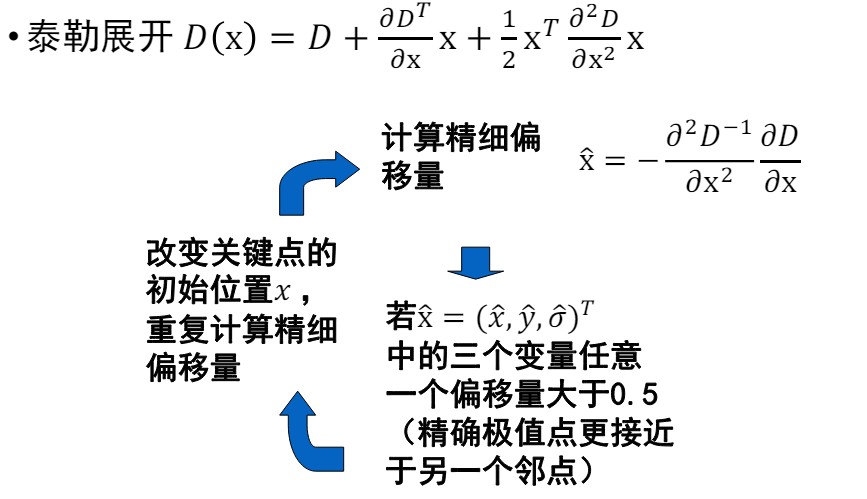 • 泰勒展开 $D(\mathrm{x}) = D + \frac{\partial D^T}{\partial \mathrm{x}}\mathrm{x} + \frac{1}{2}\mathrm{x}^T \frac{\partial^2 D}{\partial \mathrm{x}^2}\mathrm{x}$
计算精细偏
移量
$\hat{\mathrm{x}} = -\frac{\partial^2 D^{-1}}{\partial \mathrm{x}^2}\frac{\partial D}{\partial \mathrm{x}}$
若$\hat{\mathrm{x}} = (\hat{x}, \hat{y}, \hat{\sigma})^T$
中的三个变量任意
一个偏移量大于0.5
（精确极值点更接近
于另一个邻点）
改变关键点的
初始位置$x$，
重复计算精细
偏移量